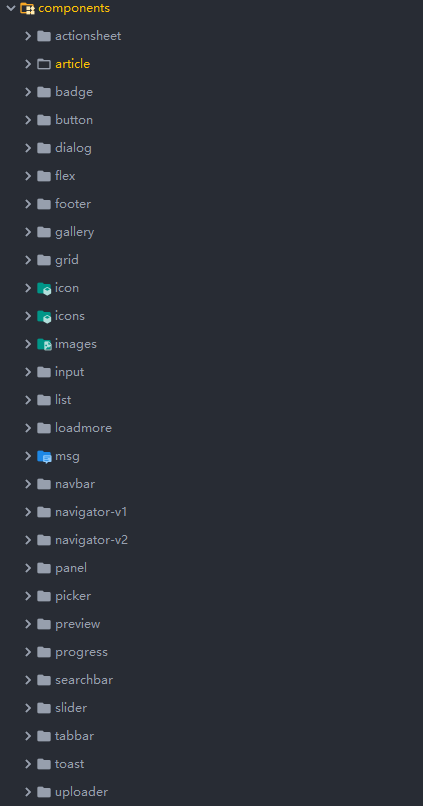 components
actionsheet
article
badge
button
dialog
flex
footer
gallery
grid
icon
icons
images
input
list
loadmore
msg
navbar
navigator-v1
navigator-v2
panel
picker
preview
progress
searchbar
slider
tabbar
toast
uploader